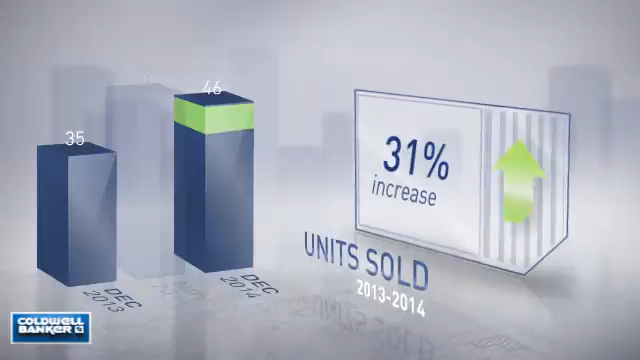 35
46
DEC
2013
DEC
2014
31%
increase
UNITS SOLD
2013-2014
COLDWELL
BANKER